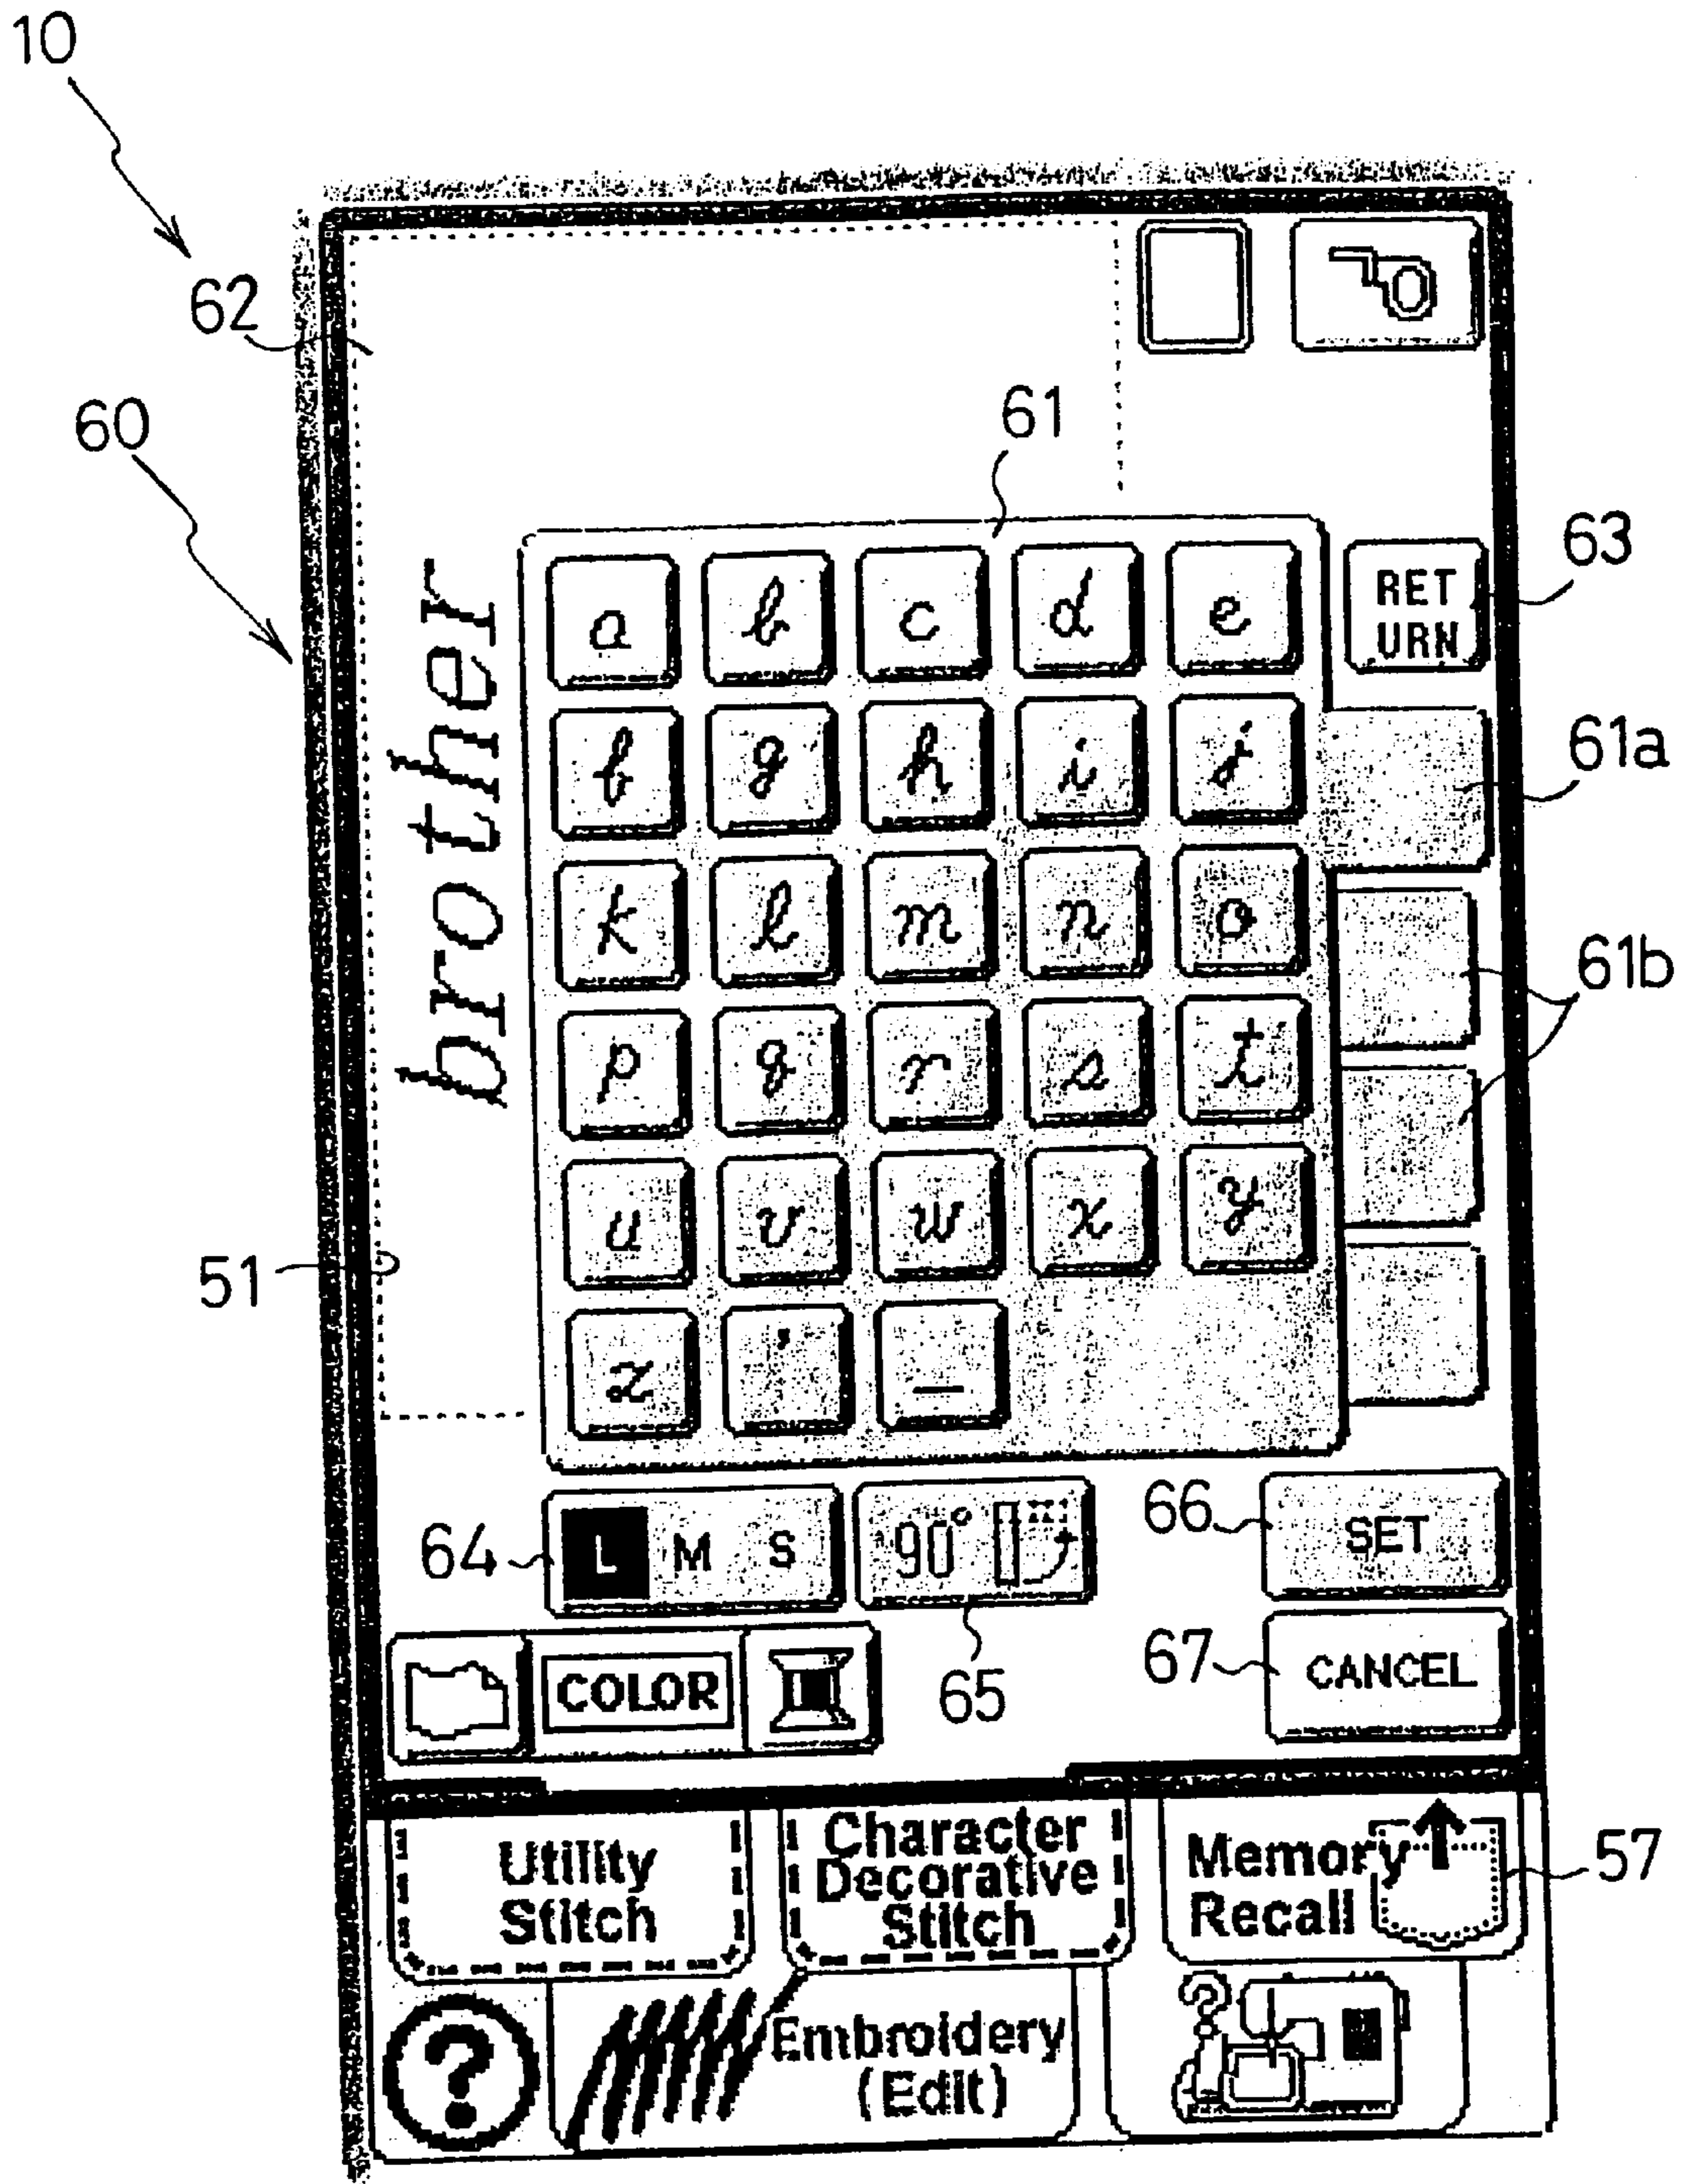 10
62
60
61
brother
a b c d e
RET
URN
63
f g h i j
61a
k l m n o
61b
p q r s t
u v w x y
51
z ' _
64
L M S
90°
66
SET
65
67
CANCEL
COLOR
Utility
Stitch
Character
Decorative
Stitch
Memory
Recall
57
?
Embroidery
(Edit)
?